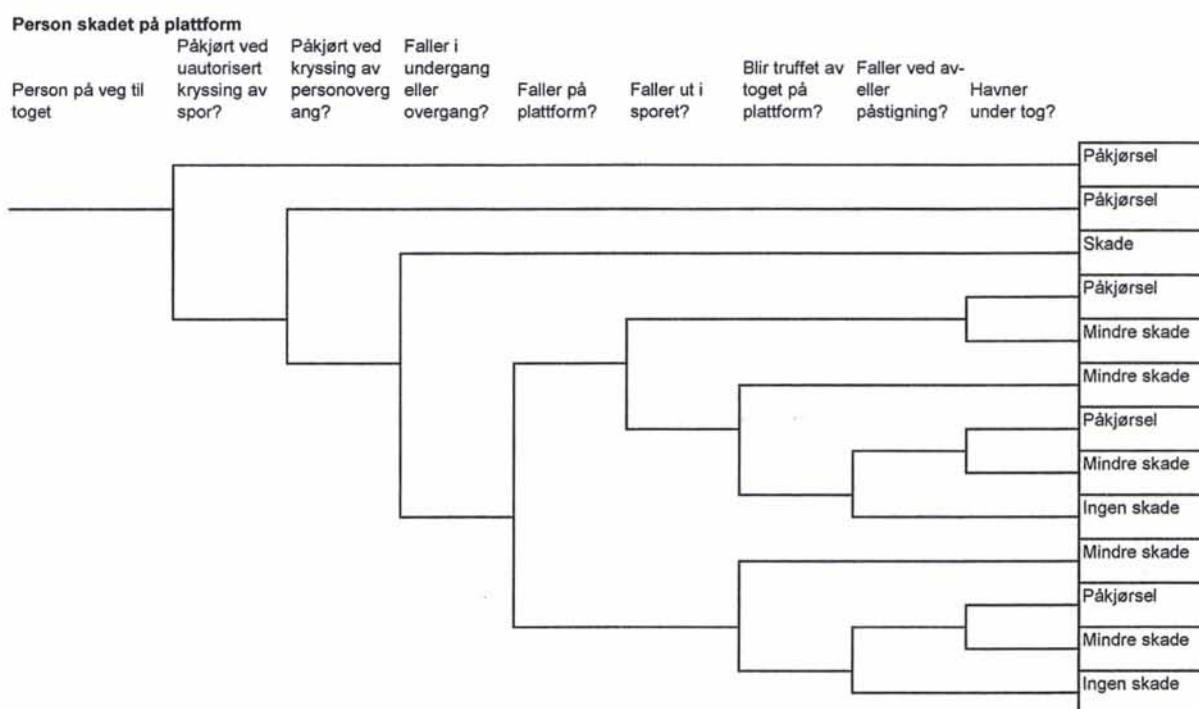 Person skadet på plattform
Person på veg til
toget
Påkjørt ved
uautorisert
kryssing av
spor?
Påkjørt ved
kryssing av
personoverg
ang?
Faller i
undergang
eller
overgang?
Faller på
plattform?
Faller ut i
sporet?
Blir truffet av
toget på
plattform?
Faller ved av-
eller
påstigning?
Havner
under tog?
Påkjørsel
Påkjørsel
Skade
Påkjørsel
Mindre skade
Mindre skade
Påkjørsel
Mindre skade
Ingen skade
Mindre skade
Påkjørsel
Mindre skade
Ingen skade